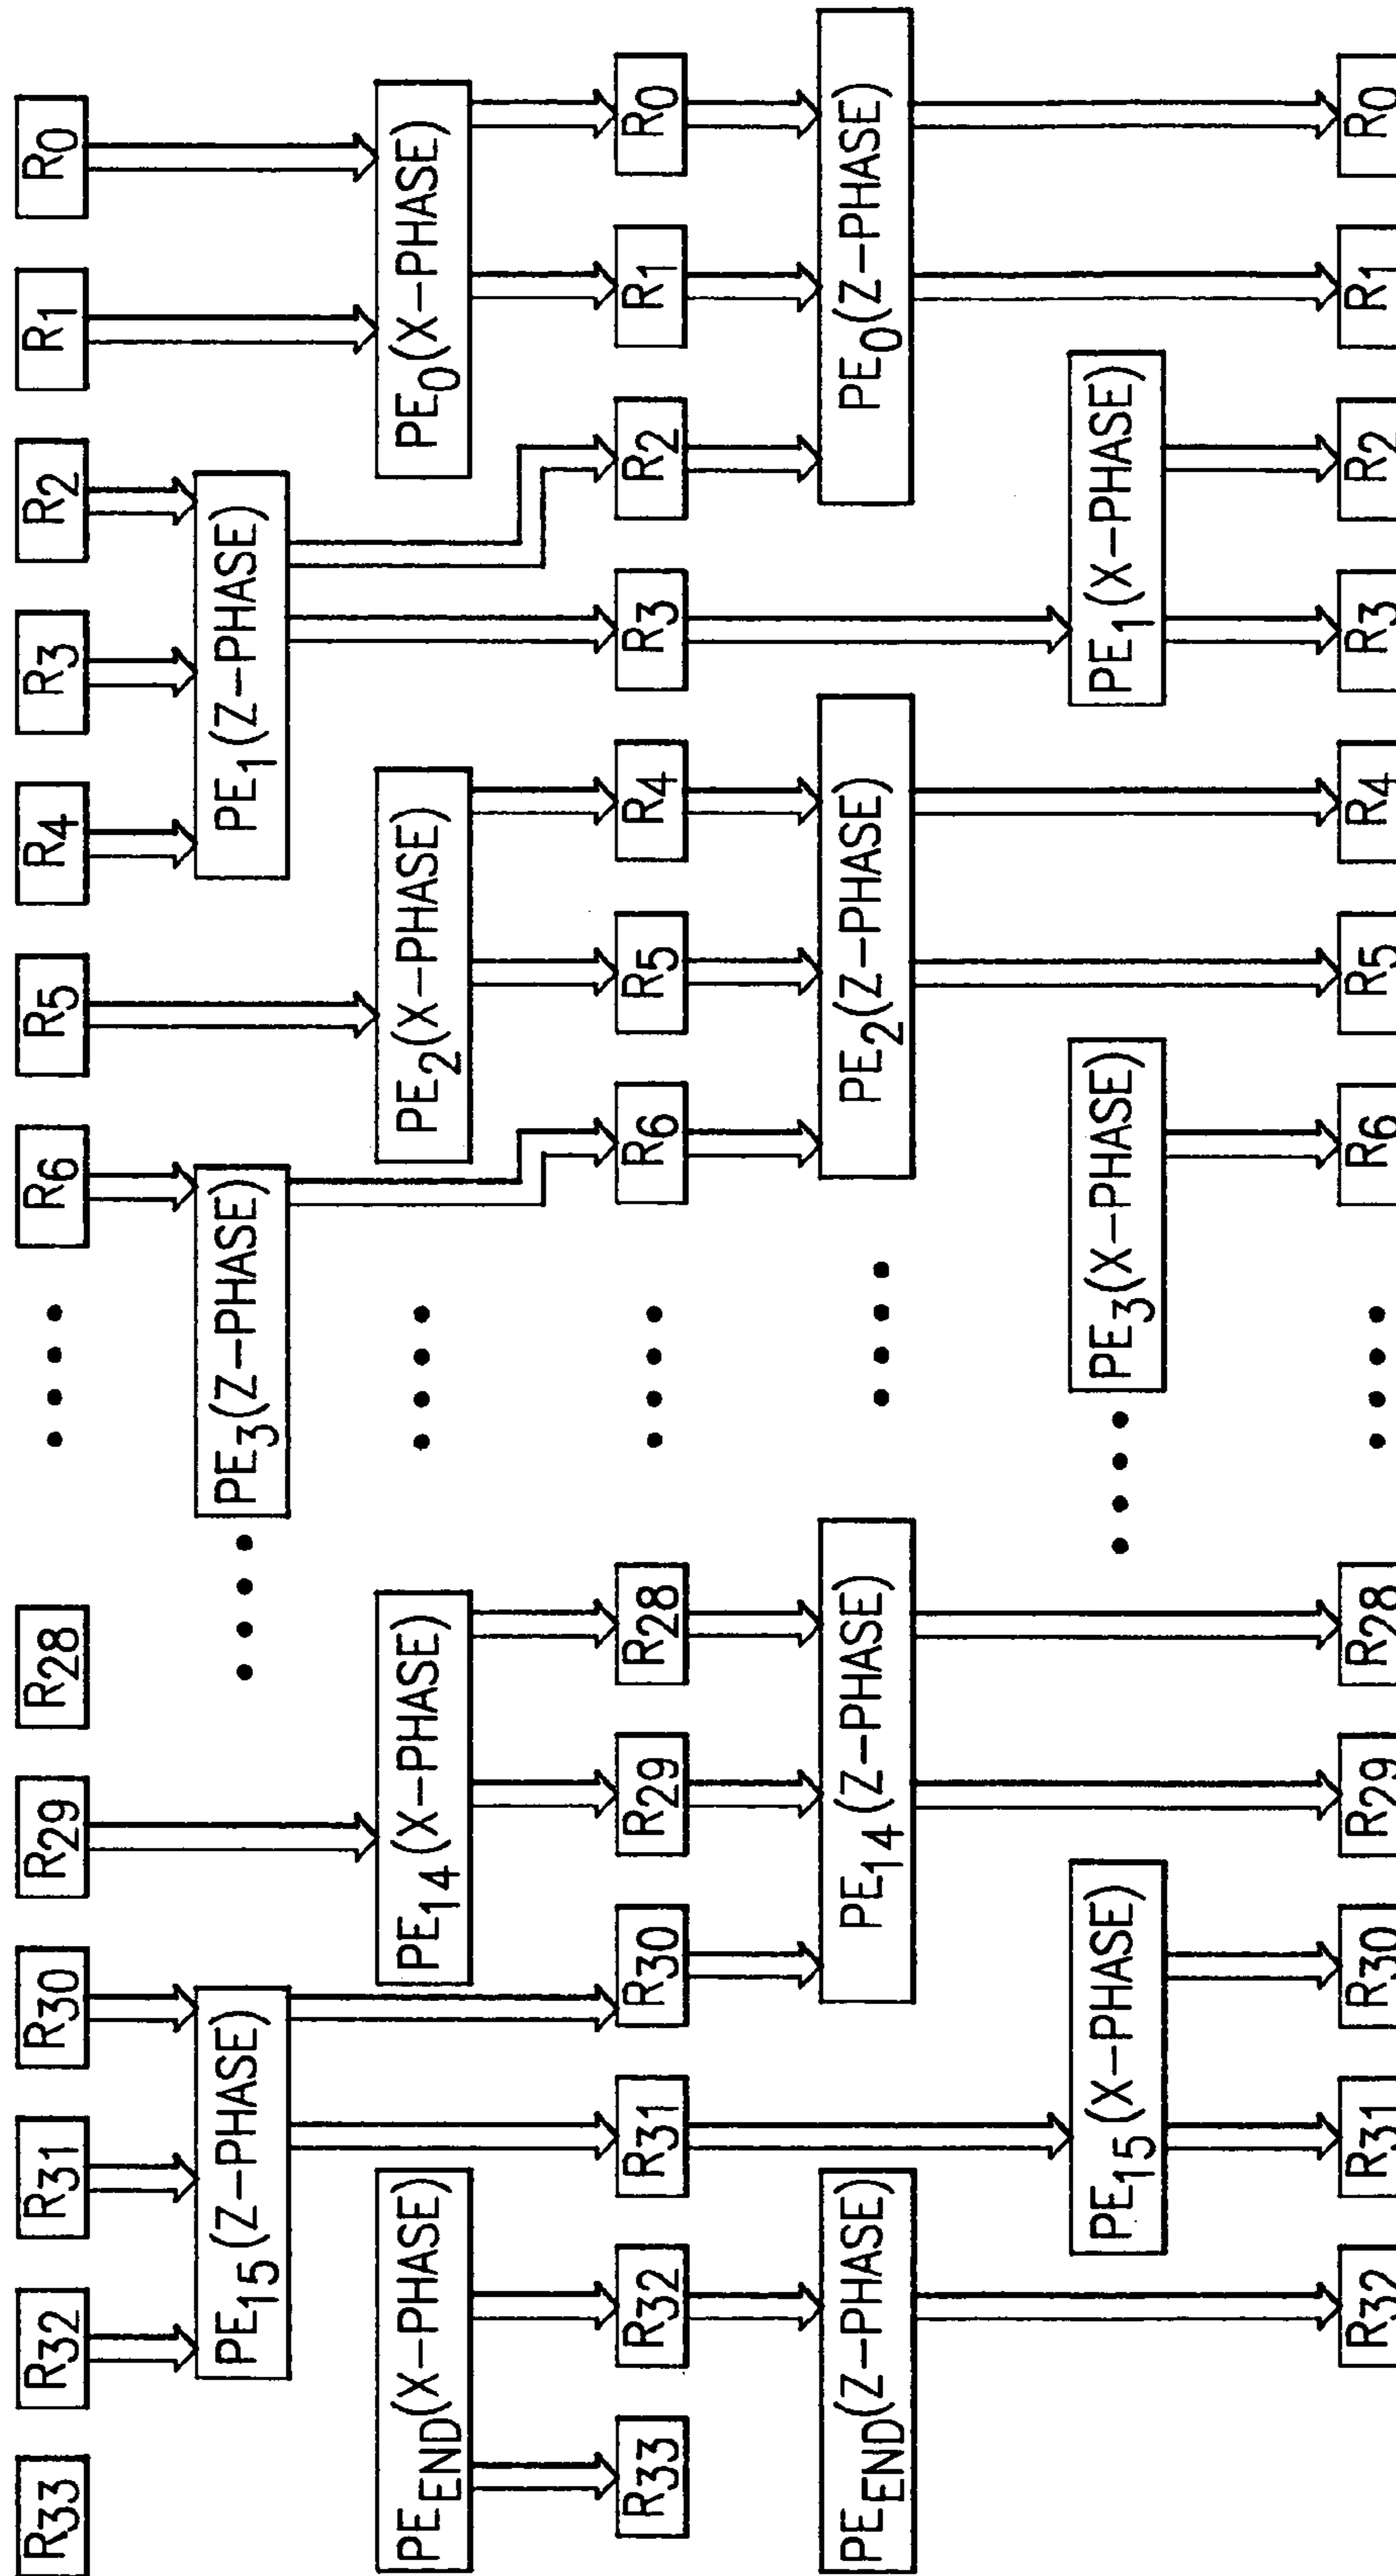 R33 R32 R31 R30 R29 R28 R6 R5 R4 R3 R2 R1 R0
PE15(Z-PHASE) PE3(Z-PHASE) PE1(Z-PHASE)
PEEND(X-PHASE) PE14(X-PHASE) PE2(X-PHASE) PE0(X-PHASE)
R33 R32 R31 R30 R29 R28 R6 R5 R4 R3 R2 R1 R0
PEEND(Z-PHASE) PE14(Z-PHASE) PE2(Z-PHASE) PE0(Z-PHASE)
PE15(X-PHASE) PE3(X-PHASE) PE1(X-PHASE)
R32 R31 R30 R29 R28 R6 R5 R4 R3 R2 R1 R0